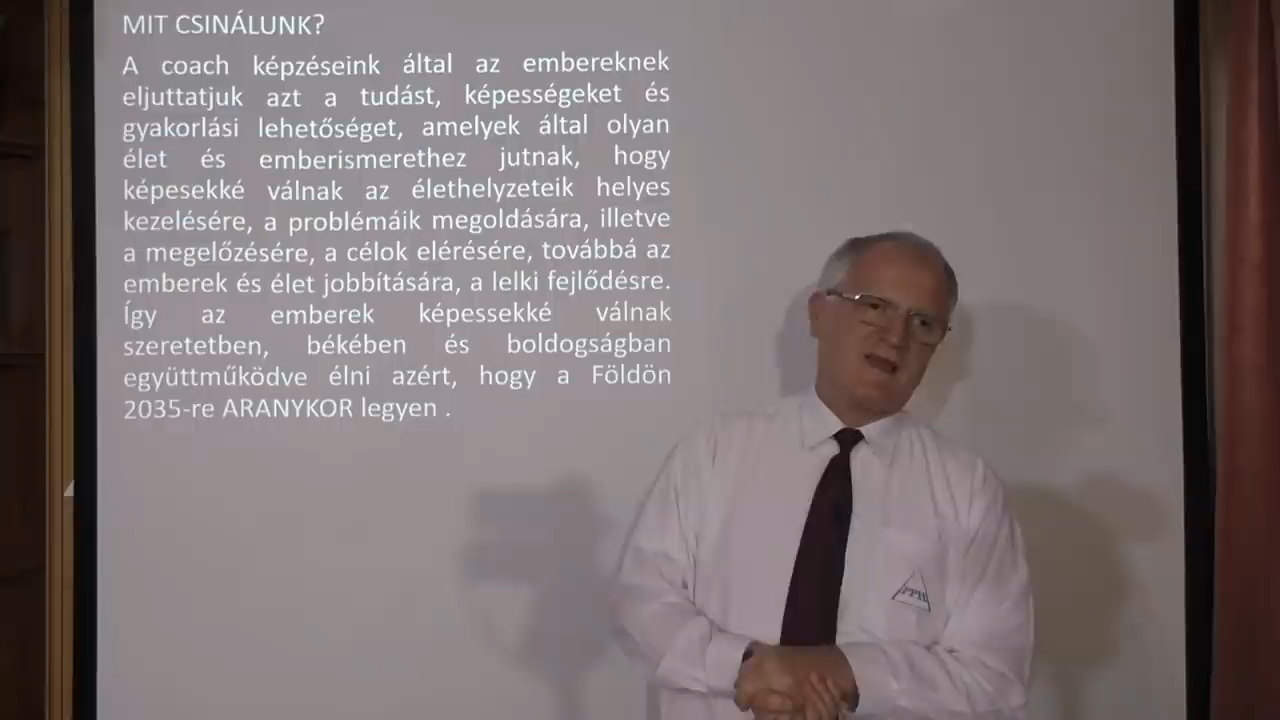 MIT CSINÁLUNK?
A coach képzéseink által az embereknek
eljuttatjuk azt a tudást, képességeket és
gyakorlási lehetőséget, amelyek által olyan
élet és emberismerethez jutnak, hogy
képesekké válnak az élethelyzeteik helyes
kezelésére, a problémáik megoldására, illetve
a megelőzésére, a célok elérésére, továbbá az
emberek és élet jobbítására, a lelki fejlődésre.
Így az emberek képessekké válnak
szeretetben, békében és boldogságban
együttműködve élni azért, hogy a Földön
2035-re ARANYKOR legyen .